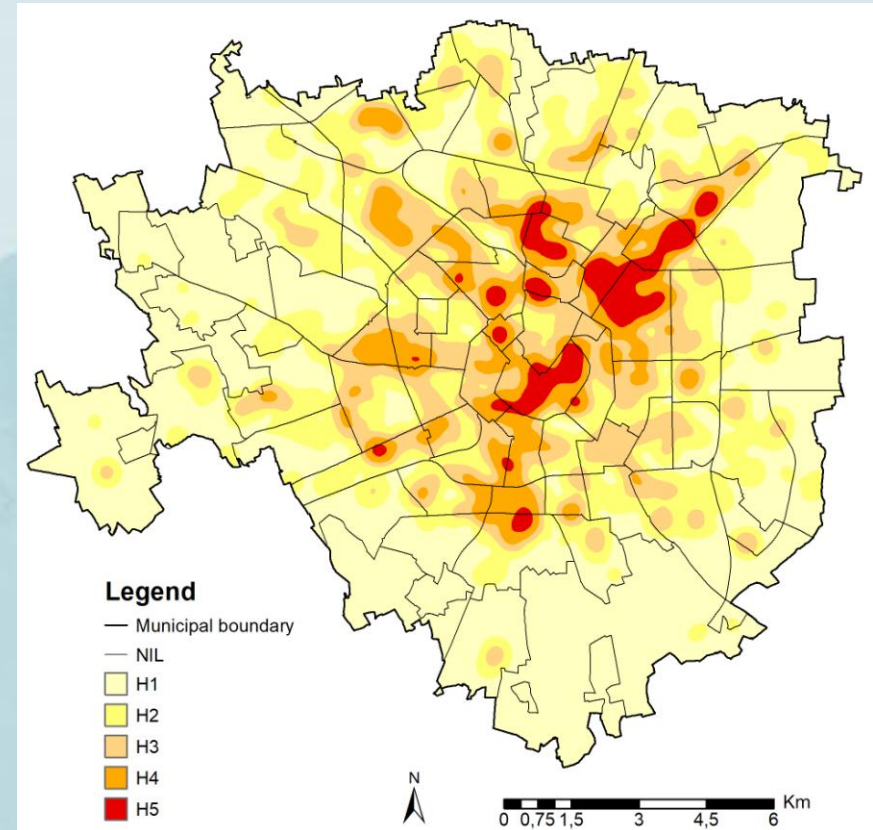 Legend
Municipal boundary
NIL
H1
H2
H3
H4
H5
N
Km
0 0,75 1,5 3 4,5 6